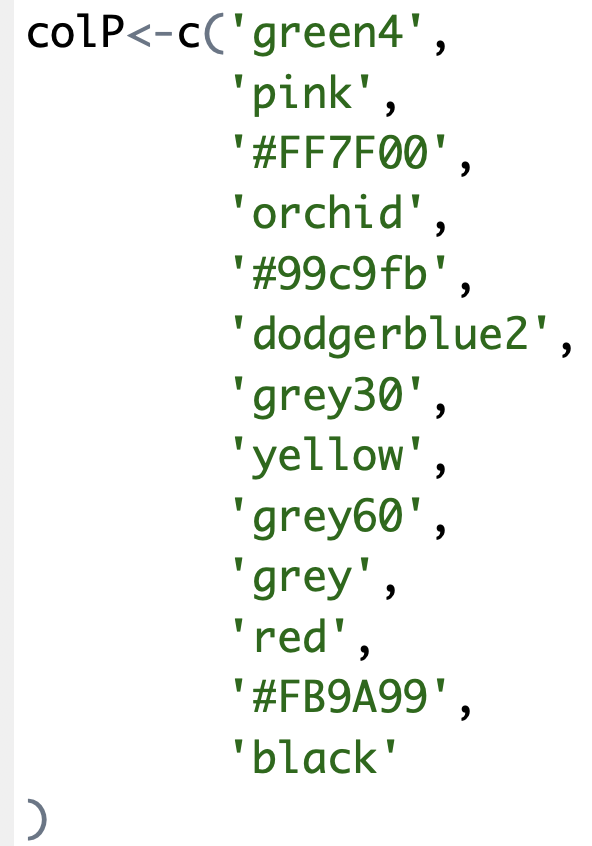 colP<-c('green4',
        'pink',
        '#FF7F00',
        'orchid',
        '#99c9fb',
        'dodgerblue2',
        'grey30',
        'yellow',
        'grey60',
        'grey',
        'red',
        '#FB9A99',
        'black'
)